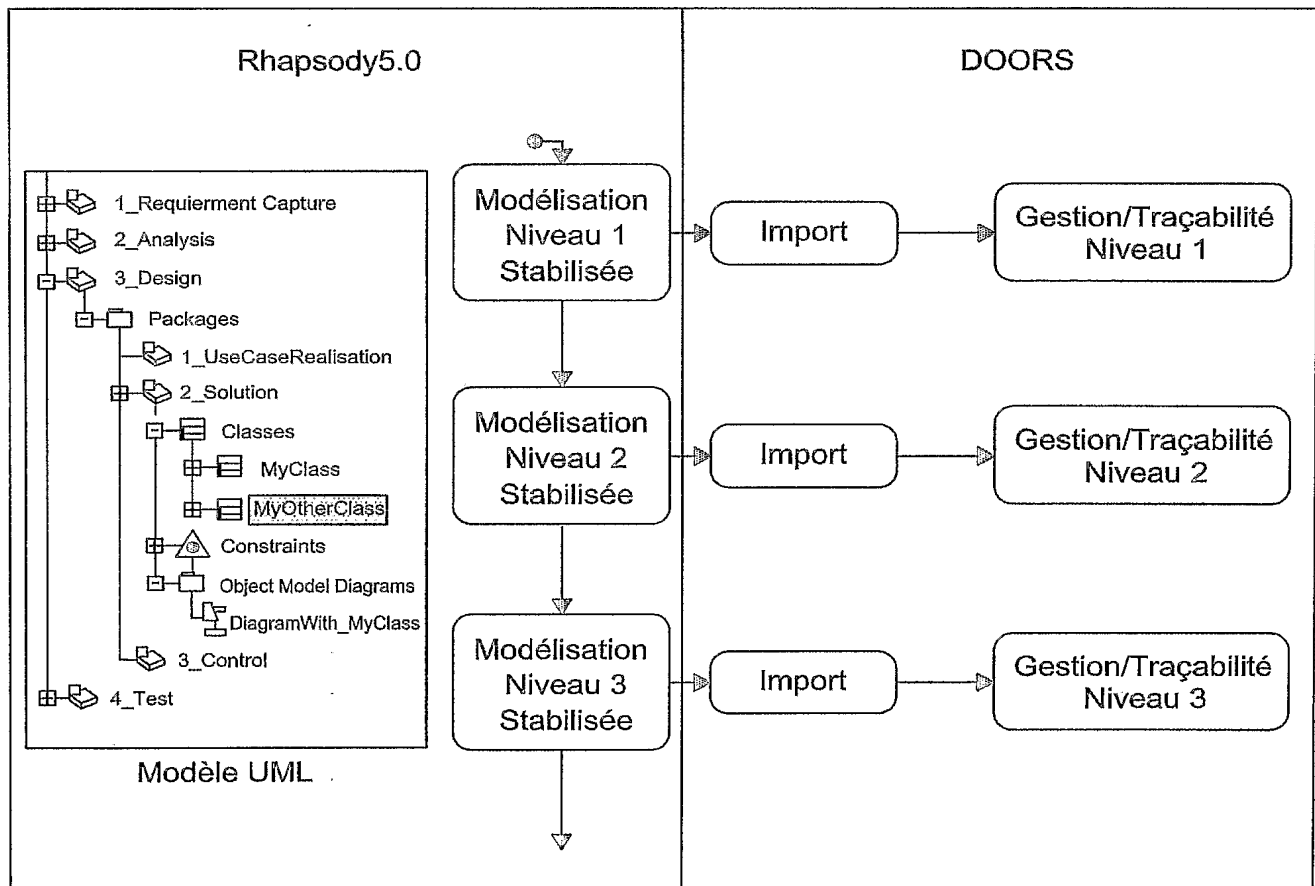 Rhapsody5.0
DOORS
1_Requierment Capture
2_Analysis
3_Design
Packages
1_UseCaseRealisation
2_Solution
Classes
MyClass
MyOtherClass
Constraints
Object Model Diagrams
DiagramWith_MyClass
3_Control
4_Test
Modèle UML
Modélisation
Niveau 1
Stabilisée
Import
Gestion/Traçabilité
Niveau 1
Modélisation
Niveau 2
Stabilisée
Import
Gestion/Traçabilité
Niveau 2
Modélisation
Niveau 3
Stabilisée
Import
Gestion/Traçabilité
Niveau 3